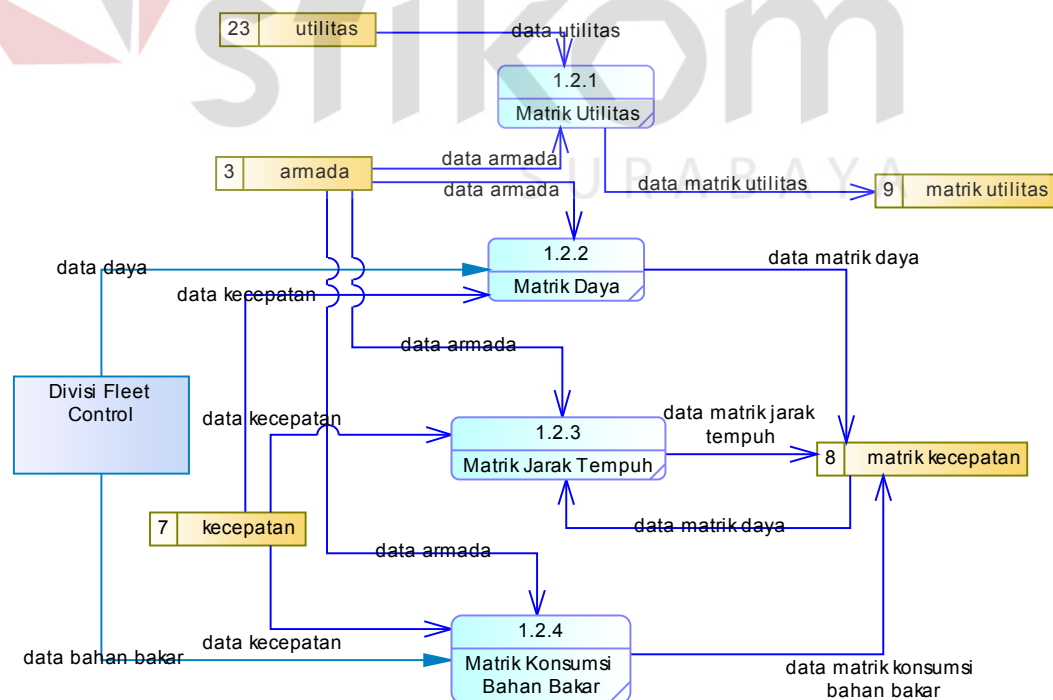 stikom
SURABAYA
23 utilitas
data utilitas
1.2.1
Matrik Utilitas
3 armada
data armada
data armada
data matrik utilitas
9 matrik utilitas
1.2.2
Matrik Daya
data daya
data kecepatan
data matrik daya
data armada
Divisi Fleet
Control
data kecepatan
1.2.3
Matrik Jarak Tempuh
data matrik jarak
tempuh
8 matrik kecepatan
7 kecepatan
data matrik daya
data armada
1.2.4
Matrik Konsumsi
Bahan Bakar
data kecepatan
data bahan bakar
data matrik konsumsi
bahan bakar